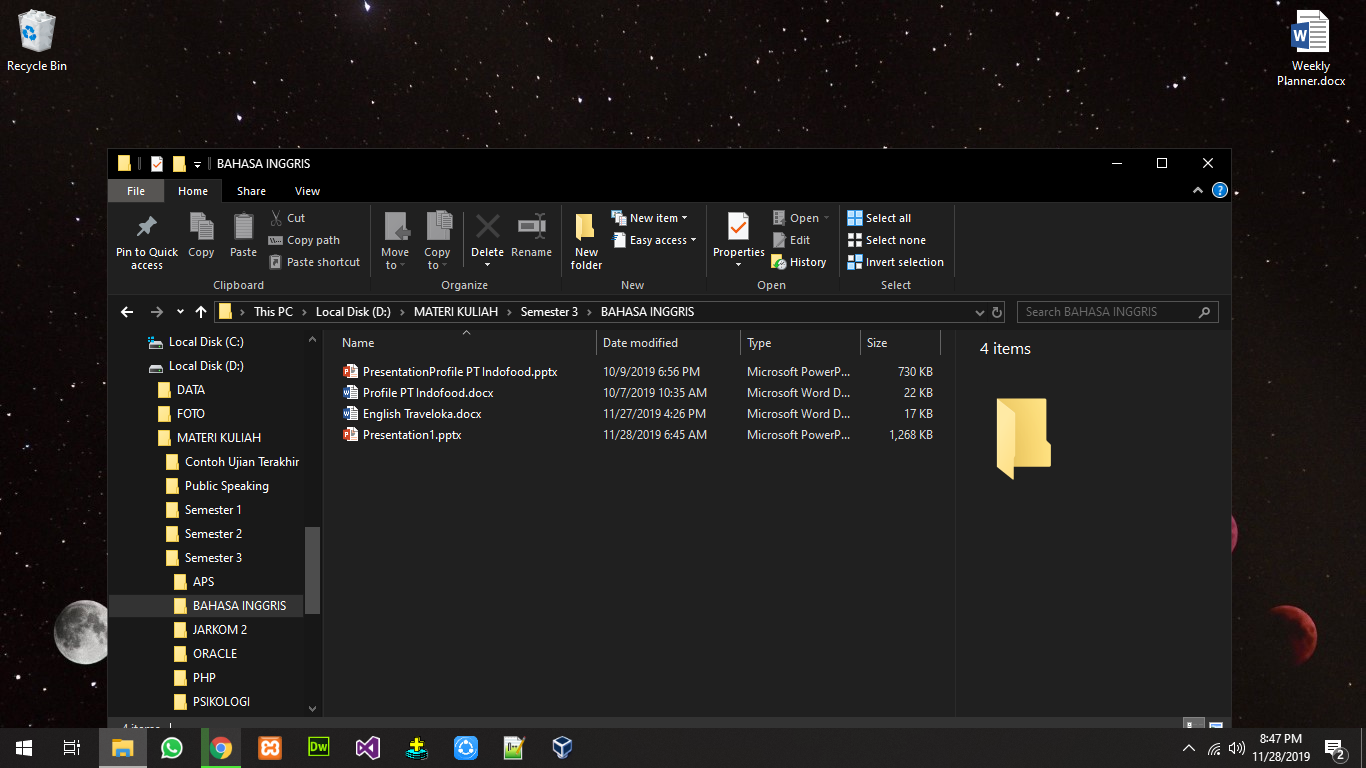 Recycle Bin
Weekly
Planner.docx
BAHASA INGGRIS
File Home Share View
Pin to Quick
access
Copy
Paste
Cut
Copy path
Paste shortcut
Clipboard
Move
to
Copy
to
Delete
Rename
Organize
New
folder
New item
Easy access
New
Properties
Open
Edit
History
Open
Select all
Select none
Invert selection
Select
This PC > Local Disk (D:) > MATERI KULIAH > Semester 3 > BAHASA INGGRIS
Search BAHASA INGGRIS
Local Disk (C:)
Local Disk (D:)
DATA
FOTO
MATERI KULIAH
Contoh Ujian Terakhir
Public Speaking
Semester 1
Semester 2
Semester 3
APS
BAHASA INGGRIS
JARKOM 2
ORACLE
PHP
PSIKOLOGI
Name Date modified Type Size
PresentationProfile PT Indofood.pptx 10/9/2019 6:56 PM Microsoft PowerP... 730 KB
Profile PT Indofood.docx 10/7/2019 10:35 AM Microsoft Word D... 22 KB
English Traveloka.docx 11/27/2019 4:26 PM Microsoft Word D... 17 KB
Presentation1.pptx 11/28/2019 6:45 AM Microsoft PowerP... 1,268 KB
4 items
4 items
Dw
8:47 PM
11/28/2019
2